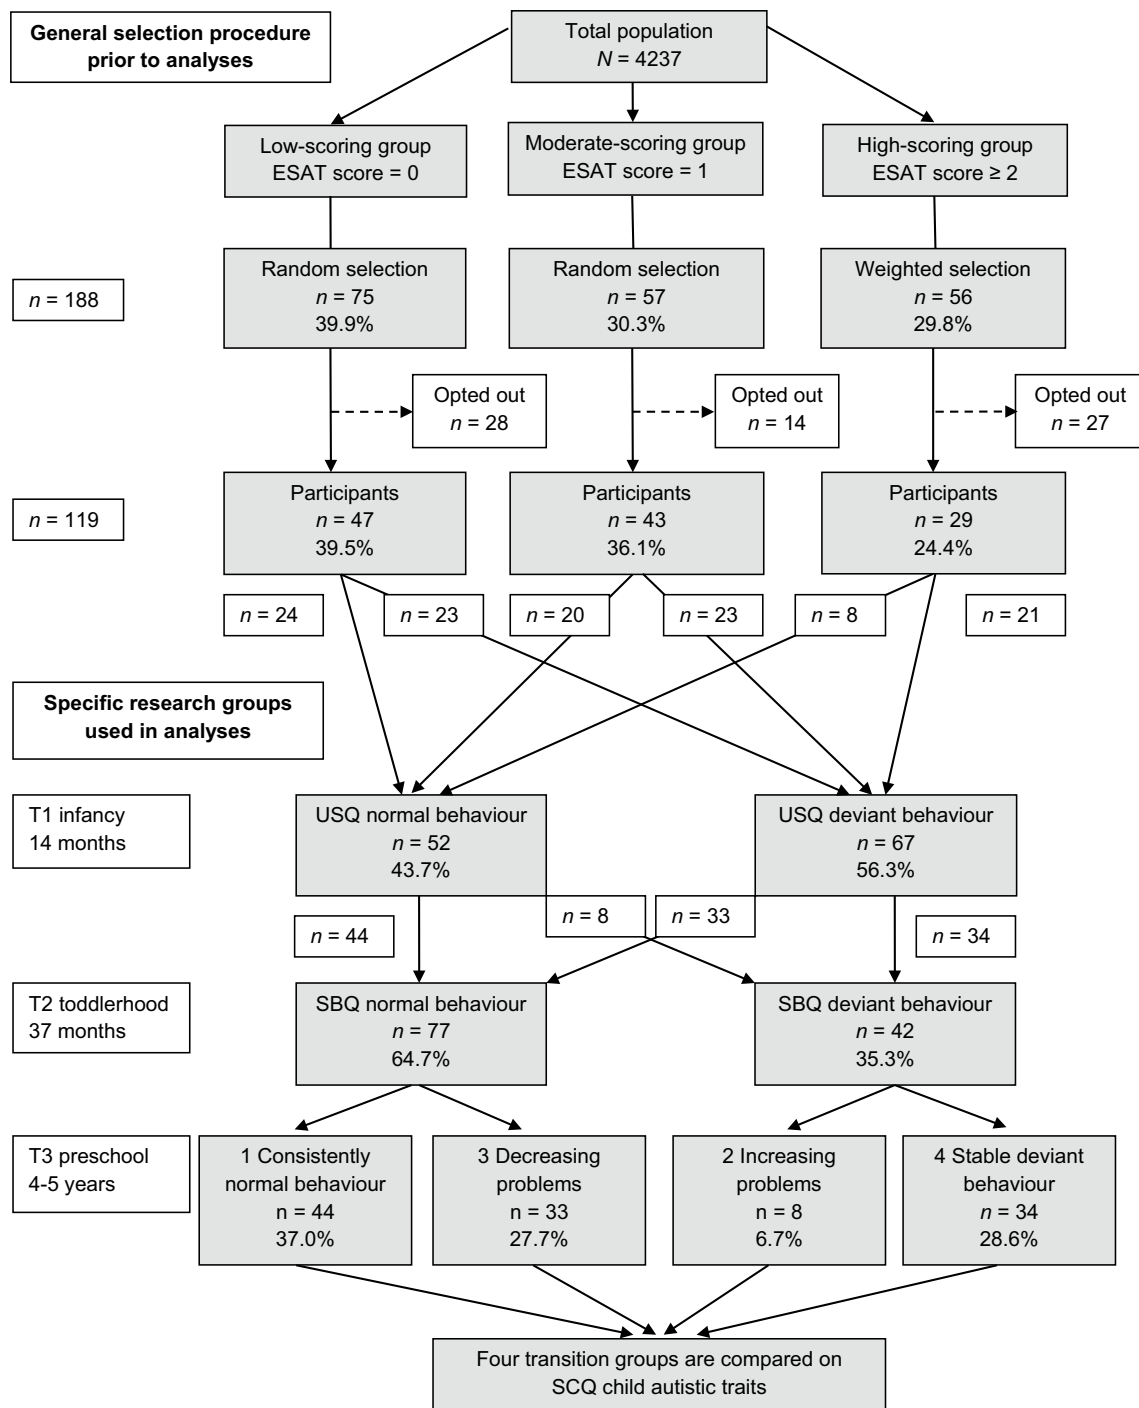 General selection procedure
prior to analyses
Total population
N = 4237
Low-scoring group
ESAT score = 0
Moderate-scoring group
ESAT score = 1
High-scoring group
ESAT score ≥ 2
n = 188
Random selection
n = 75
39.9%
Random selection
n = 57
30.3%
Weighted selection
n = 56
29.8%
Opted out
n = 28
Opted out
n = 14
Opted out
n = 27
n = 119
Participants
n = 47
39.5%
Participants
n = 43
36.1%
Participants
n = 29
24.4%
n = 24
n = 23
n = 20
n = 23
n = 8
n = 21
Specific research groups
used in analyses
T1 infancy
14 months
USQ normal behaviour
n = 52
43.7%
USQ deviant behaviour
n = 67
56.3%
n = 44
n = 8
n = 33
n = 34
T2 toddlerhood
37 months
SBQ normal behaviour
n = 77
64.7%
SBQ deviant behaviour
n = 42
35.3%
T3 preschool
4-5 years
1 Consistently
normal behaviour
n = 44
37.0%
3 Decreasing
problems
n = 33
27.7%
2 Increasing
problems
n = 8
6.7%
4 Stable deviant
behaviour
n = 34
28.6%
Four transition groups are compared on
SCQ child autistic traits